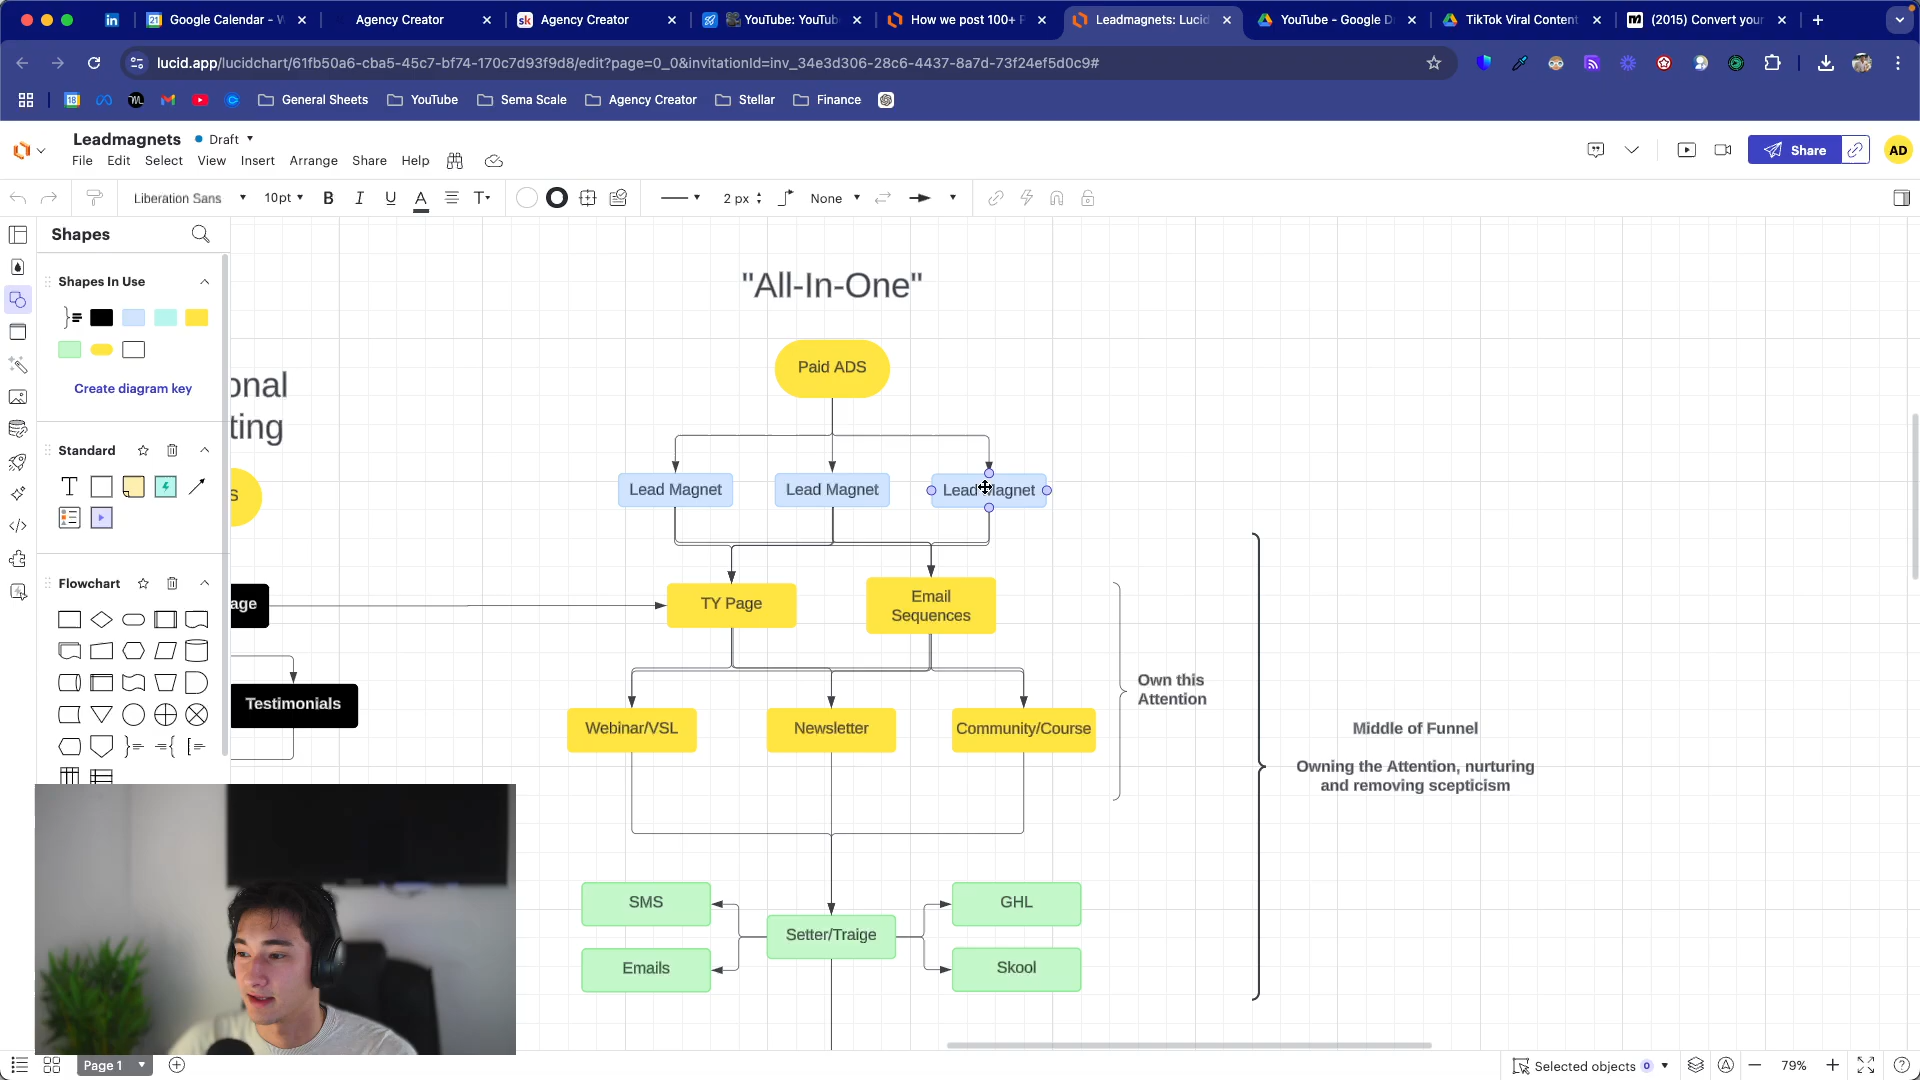 Google Calendar - W
Agency Creator
sk Agency Creator
YouTube: YouTube
How we post 100+ P
Leadmagnets: Lucid
YouTube - Google D
TikTok Viral Content
(2015) Convert your
lucid.app/lucidchart/61fb50a6-cba5-45c7-bf74-170c7d93f9d8/edit?page=0_0&invitationId=inv_34e3d306-28c6-4437-8a7d-73f24ef5d0c9#
General Sheets
YouTube
Sema Scale
Agency Creator
Stellar
Finance
Leadmagnets
Draft
File Edit Select View Insert Arrange Share Help
Share
AD
Liberation Sans
10pt
B I U A T
2 px
None
Shapes
Shapes In Use
Create diagram key
Standard
T
Flowchart
"All-In-One"
onal
ting
Paid ADS
S
Lead Magnet
Lead Magnet
Lead Magnet
age
TY Page
Email
Sequences
Testimonials
Webinar/VSL
Newsletter
Community/Course
Own this
Attention
Middle of Funnel
Owning the Attention, nurturing
and removing scepticism
SMS
GHL
Setter/Traige
Emails
Skool
Page 1
Selected objects 0
79%